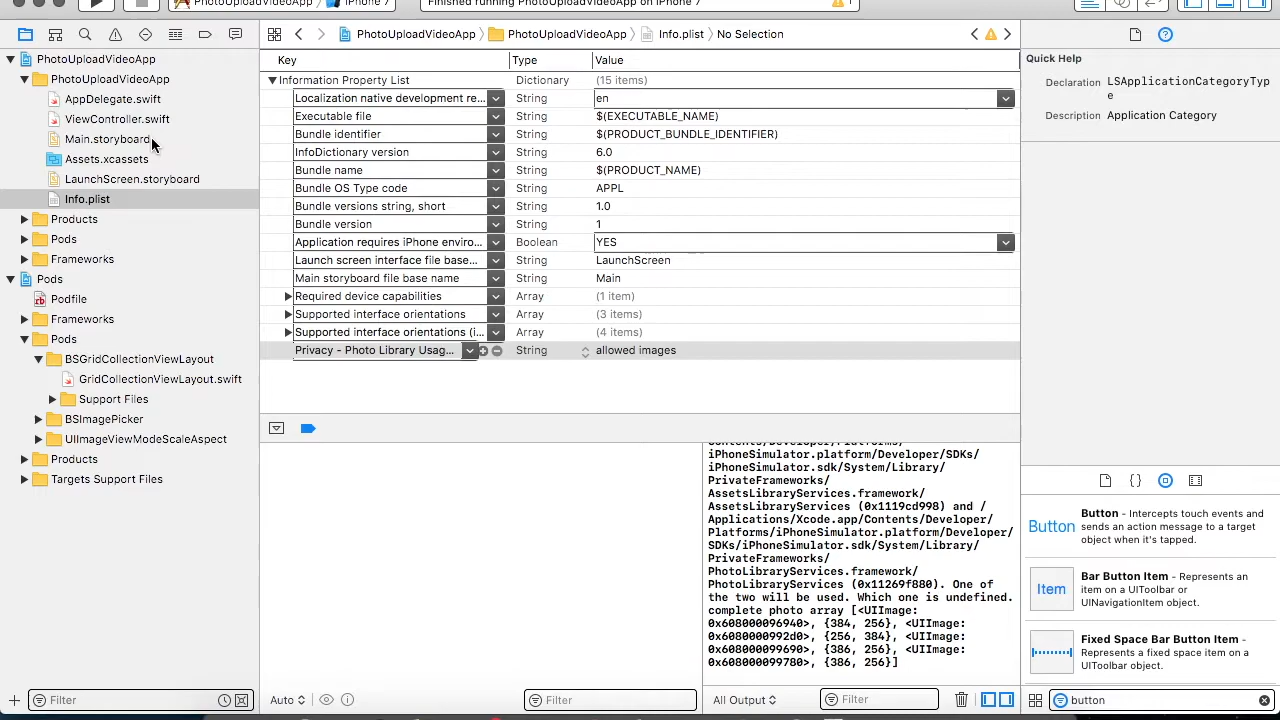 PhotoUploadVideoApp
iPhone 7
Finished running PhotoUploadVideoApp on iPhone 7
1
PhotoUploadVideoApp
PhotoUploadVideoApp
Info.plist
No Selection
PhotoUploadVideoApp
PhotoUploadVideoApp
AppDelegate.swift
ViewController.swift
Main.storyboard
Assets.xcassets
LaunchScreen.storyboard
Info.plist
Products
Pods
Frameworks
Pods
Podfile
Frameworks
Pods
BSGridCollectionViewLayout
GridCollectionViewLayout.swift
Support Files
BSImagePicker
UIImageViewModeScaleAspect
Products
Targets Support Files
Filter
Key Type Value
Information Property List Dictionary (15 items)
Localization native development re... String en
Executable file String $(EXECUTABLE_NAME)
Bundle identifier String $(PRODUCT_BUNDLE_IDENTIFIER)
InfoDictionary version String 6.0
Bundle name String $(PRODUCT_NAME)
Bundle OS Type code String APPL
Bundle versions string, short String 1.0
Bundle version String 1
Application requires iPhone enviro... Boolean YES
Launch screen interface file base... String LaunchScreen
Main storyboard file base name String Main
Required device capabilities Array (1 item)
Supported interface orientations Array (3 items)
Supported interface orientations (i... Array (4 items)
Privacy - Photo Library Usag... String allowed images
iPhoneSimulator.platform/Developer/SDKs/
iPhoneSimulator.sdk/System/Library/
PrivateFrameworks/
AssetsLibraryServices.framework/
AssetsLibraryServices (0x1119cd998) and /
Applications/Xcode.app/Contents/Developer/
Platforms/iPhoneSimulator.platform/Developer/
SDKs/iPhoneSimulator.sdk/System/Library/
PrivateFrameworks/
PhotoLibraryServices.framework/
PhotoLibraryServices (0x11269f880). One of
the two will be used. Which one is undefined.
complete photo array [<UIImage:
0x608000096940>, {384, 256}, <UIImage:
0x6080000992d0>, {256, 384}, <UIImage:
0x608000099690>, {386, 256}, <UIImage:
0x608000099780>, {386, 256}]
Auto
Filter
All Output
Filter
Quick Help
Declaration LSApplicationCategoryTyp
e
Description Application Category
{}
Button
Button - Intercepts touch events and
sends an action message to a target
object when it's tapped.
Item
Bar Button Item - Represents an
item on a UIToolbar or
UINavigationItem object.
Fixed Space Bar Button Item -
Represents a fixed space item on a
UIToolbar object.
button